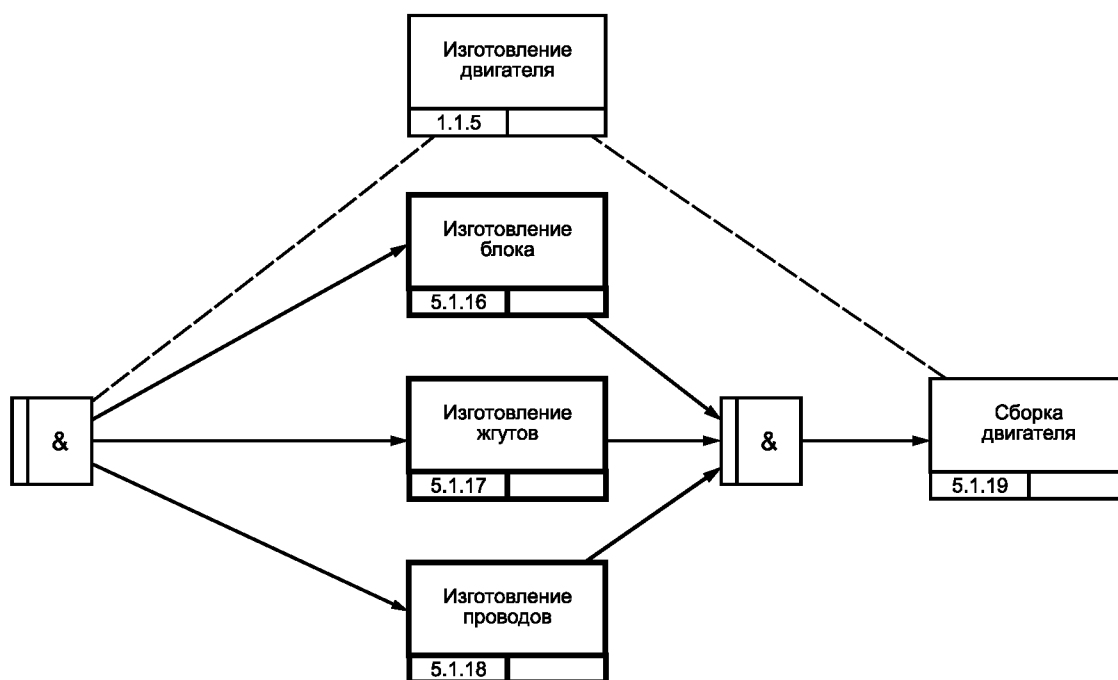 Изготовление
двигателя
1.1.5
Изготовление
блока
5.1.16
&
Изготовление
жгутов
5.1.17
&
Сборка
двигателя
5.1.19
Изготовление
проводов
5.1.18